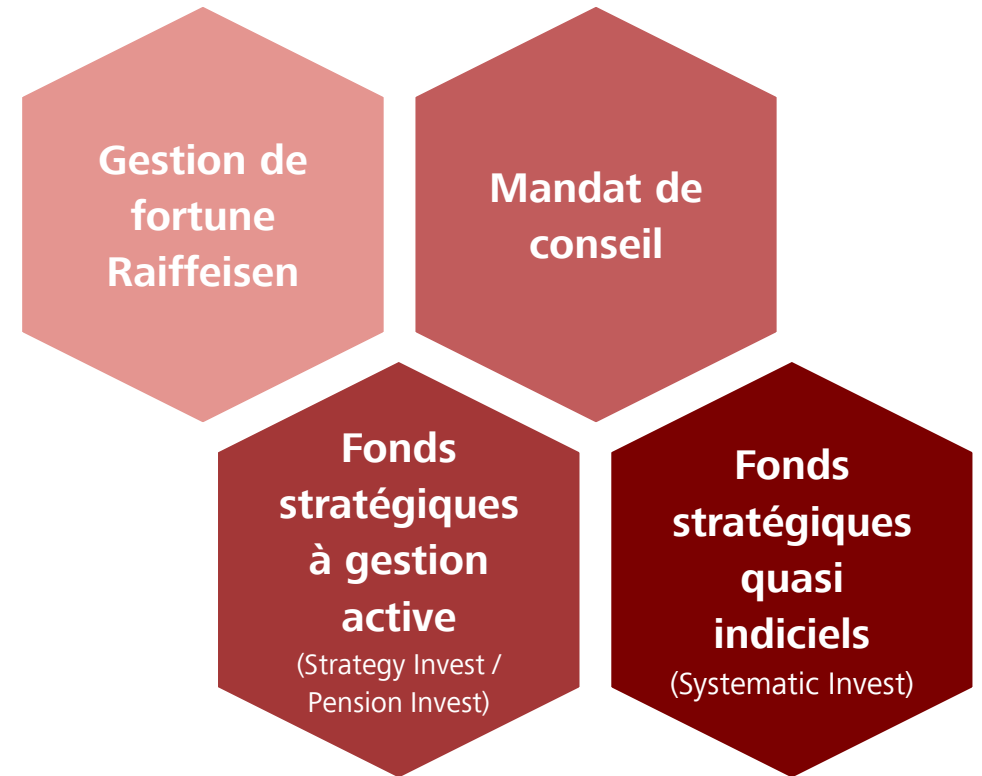 Gestion de
fortune
Raiffeisen
Mandat de
conseil
Fonds
stratégiques
à gestion
active
(Strategy Invest /
Pension Invest)
Fonds
stratégiques
quasi
indiciels
(Systematic Invest)